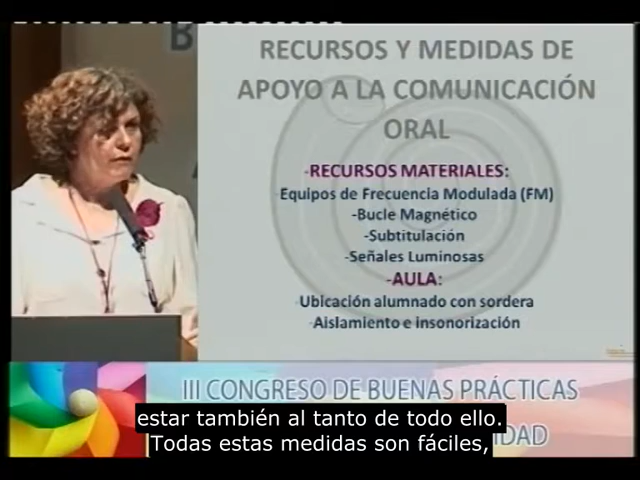 RECURSOS Y MEDIDAS DE
APOYO A LA COMUNICACIÓN
ORAL
-RECURSOS MATERIALES:
Equipos de Frecuencia Modulada (FM)
-Bucle Magnético
-Subtitulación
-Señales Luminosas
-AULA:
-Ubicación alumnado con sordera
-Aislamiento e insonorización
III CONGRESO DE BUENAS PRÁCTICAS
estar también al tanto de todo ello.
Todas estas medidas son fáciles,